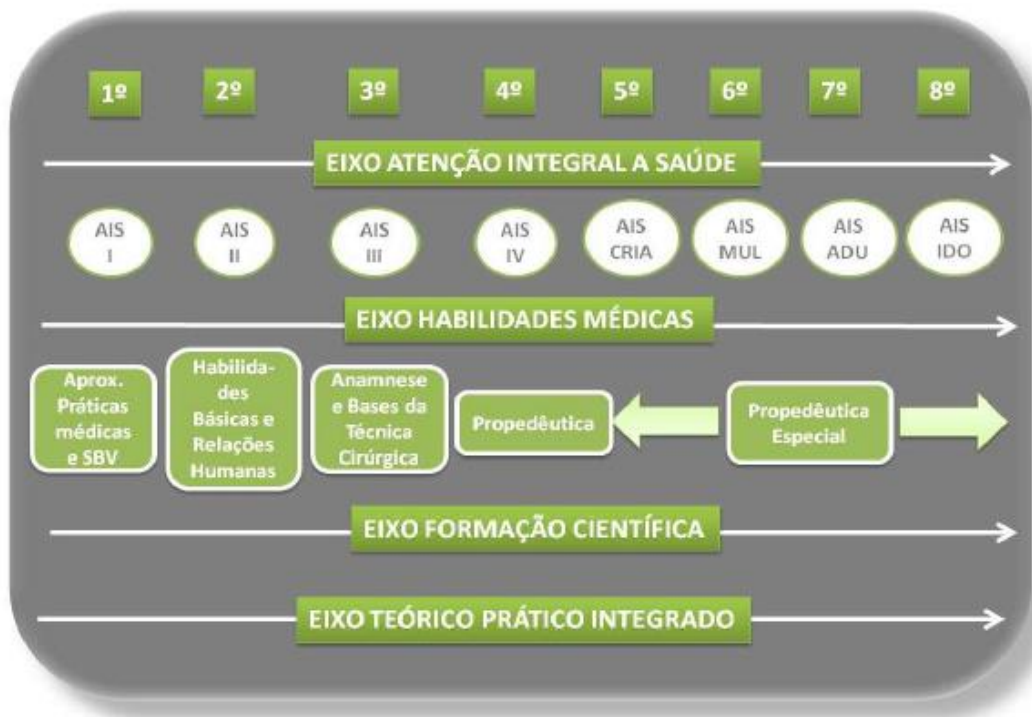 1º 2º 3º 4º 5º 6º 7º 8º
EIXO ATENÇÃO INTEGRAL A SAÚDE
AIS
I
AIS
II
AIS
III
AIS
IV
AIS
CRIA
AIS
MUL
AIS
ADU
AIS
IDO
EIXO HABILIDADES MÉDICAS
Aprox.
Práticas
médicas
e SBV
Habilida-
des
Básicas e
Relações
Humanas
Anamnese
e Bases da
Técnica
Cirúrgica
Propedêutica
Propedêutica
Especial
EIXO FORMAÇÃO CIENTÍFICA
EIXO TEÓRICO PRÁTICO INTEGRADO